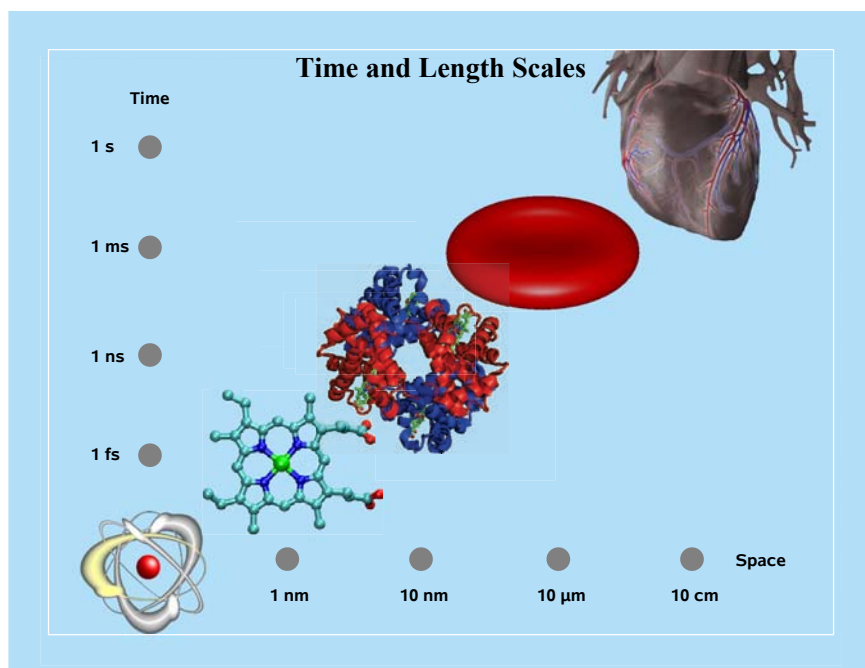 Time and Length Scales
Time
1 s
1 ms
1 ns
1 fs
Space
1 nm
10 nm
10 µm
10 cm